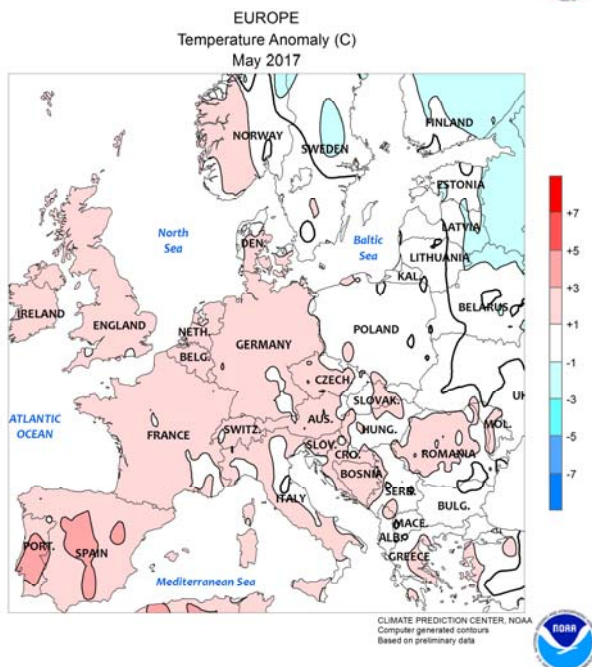 EUROPE
Temperature Anomaly (C)
May 2017
FINLAND
NORWAY
SWEDEN
ESTONIA
North
Sea
DEN.
Baltic
Sea
LATVIA
LITHUANIA
KAL.
IRELAND
ENGLAND
NETH.
BELG.
GERMANY
POLAND
BELARUS
CZECH
SLOVAK.
UK
ATLANTIC
OCEAN
FRANCE
SWITZ.
AUS.
HUNG.
MOL.
SLOV.
CRO.
ROMANIA
BOSNIA
ITALY
SERB.
BULG.
PORT.
SPAIN
MACE.
ALB.
GREECE
Mediterranean Sea
+7
+5
+3
+1
-1
-3
-5
-7
CLIMATE PREDICTION CENTER, NOAA
Computer generated contours
Based on preliminary data
NOAA